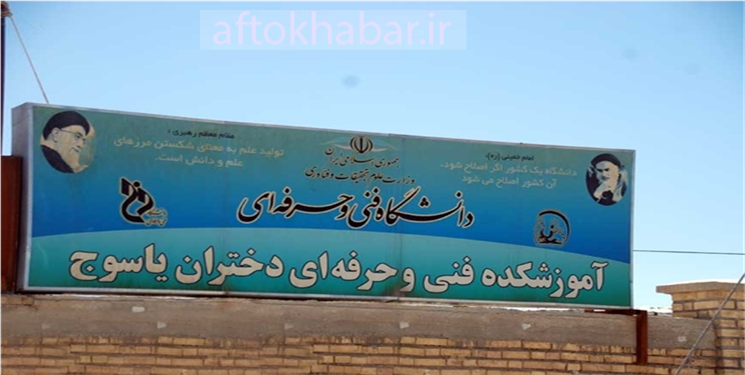 aftokhabar.ir
امام خمینی (ره):
دانشگاه یک کشور اگر اصلاح شود،
آن کشور اصلاح می شود
جمهوری اسلامی ایران
وزارت علوم تحقیقات و فناوری
مقام معظم رهبری:
تولید علم به معنای شکستن مرزهای
علم و دانش است.
دانشگاه فنی و حرفه ای
آموزشکده فنی و حرفه ای دختران یاسوج